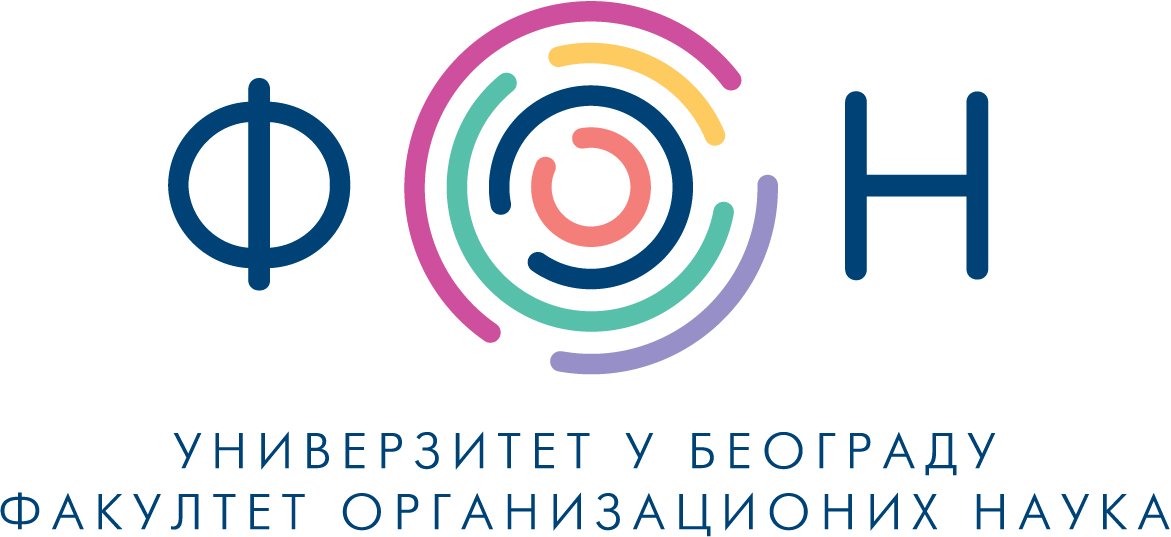 ФОН
УНИВЕРЗИТЕТ У БЕОГРАДУ
ФАКУЛТЕТ ОРГАНИЗАЦИОНИХ НАУКА